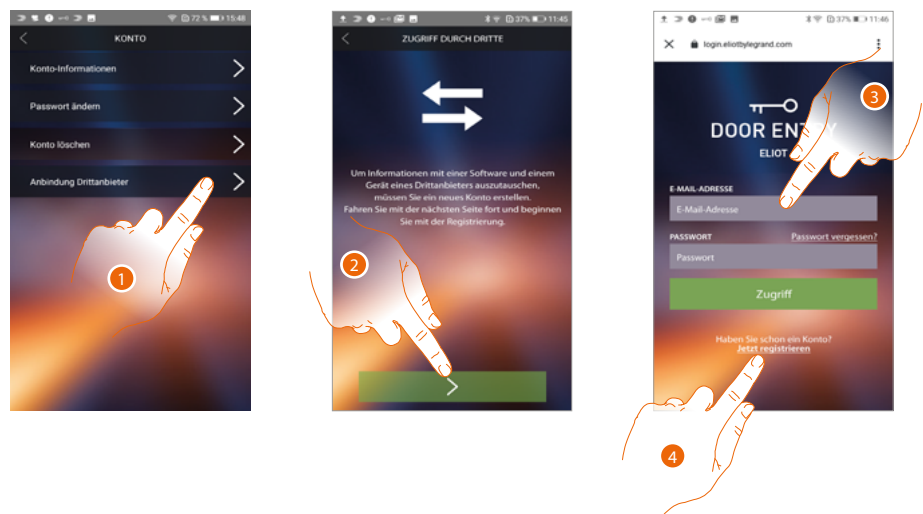 72 % 15:48
KONTO
Konto-Informationen
Passwort ändern
Konto löschen
Anbindung Drittanbieter
1
37% 11:45
ZUGRIFF DURCH DRITTE
Um Informationen mit einer Software und einem
Gerät eines Drittanbieters auszutauschen,
müssen Sie ein neues Konto erstellen.
Fahren Sie mit der nächsten Seite fort und beginnen
Sie mit der Registrierung.
2
37% 11:46
login.eliotbylegrand.com
3
DOOR ENTRY
ELIOT
E-MAIL-ADRESSE
E-Mail-Adresse
PASSWORT Passwort vergessen?
Passwort
Zugriff
Haben Sie schon ein Konto?
Jetzt registrieren
4